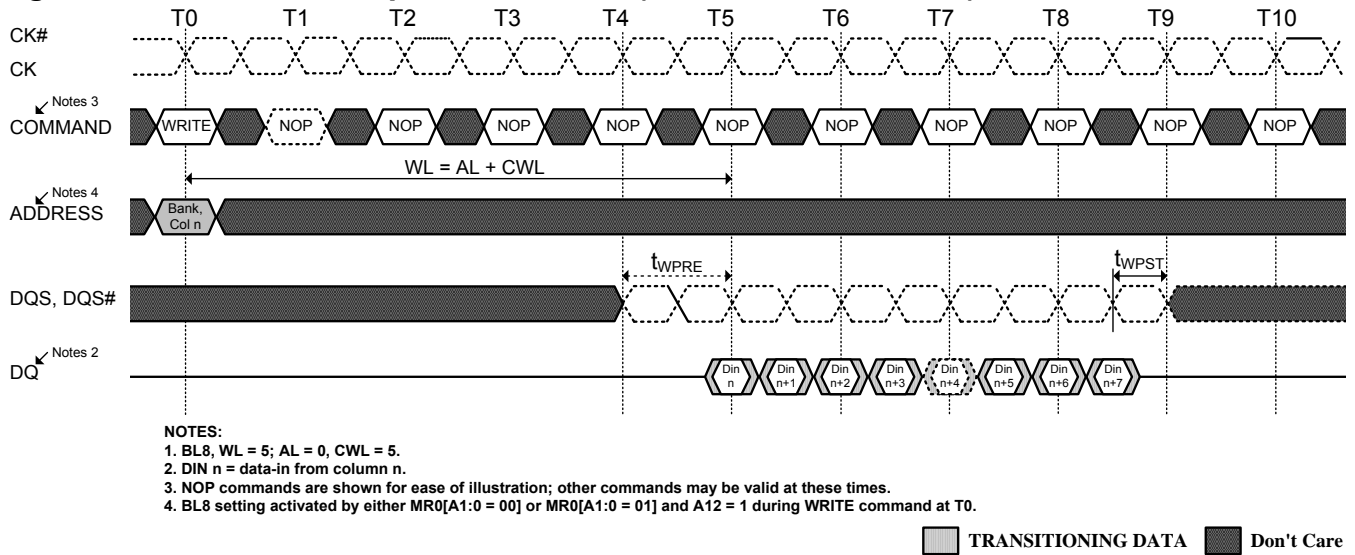 T0 T1 T2 T3 T4 T5 T6 T7 T8 T9 T10
CK#
CK
Notes 3
COMMAND
WRITE NOP NOP NOP NOP NOP NOP NOP NOP NOP NOP
WL = AL + CWL
Notes 4
ADDRESS
Bank,
Col n
tWPRE
tWPST
DQS, DQS#
Notes 2
DQ
Din Din Din Din Din Din Din Din
n n+1 n+2 n+3 n+4 n+5 n+6 n+7
NOTES:
1. BL8, WL = 5; AL = 0, CWL = 5.
2. DIN n = data-in from column n.
3. NOP commands are shown for ease of illustration; other commands may be valid at these times.
4. BL8 setting activated by either MR0[A1:0 = 00] or MR0[A1:0 = 01] and A12 = 1 during WRITE command at T0.
TRANSITIONING DATA Don't Care